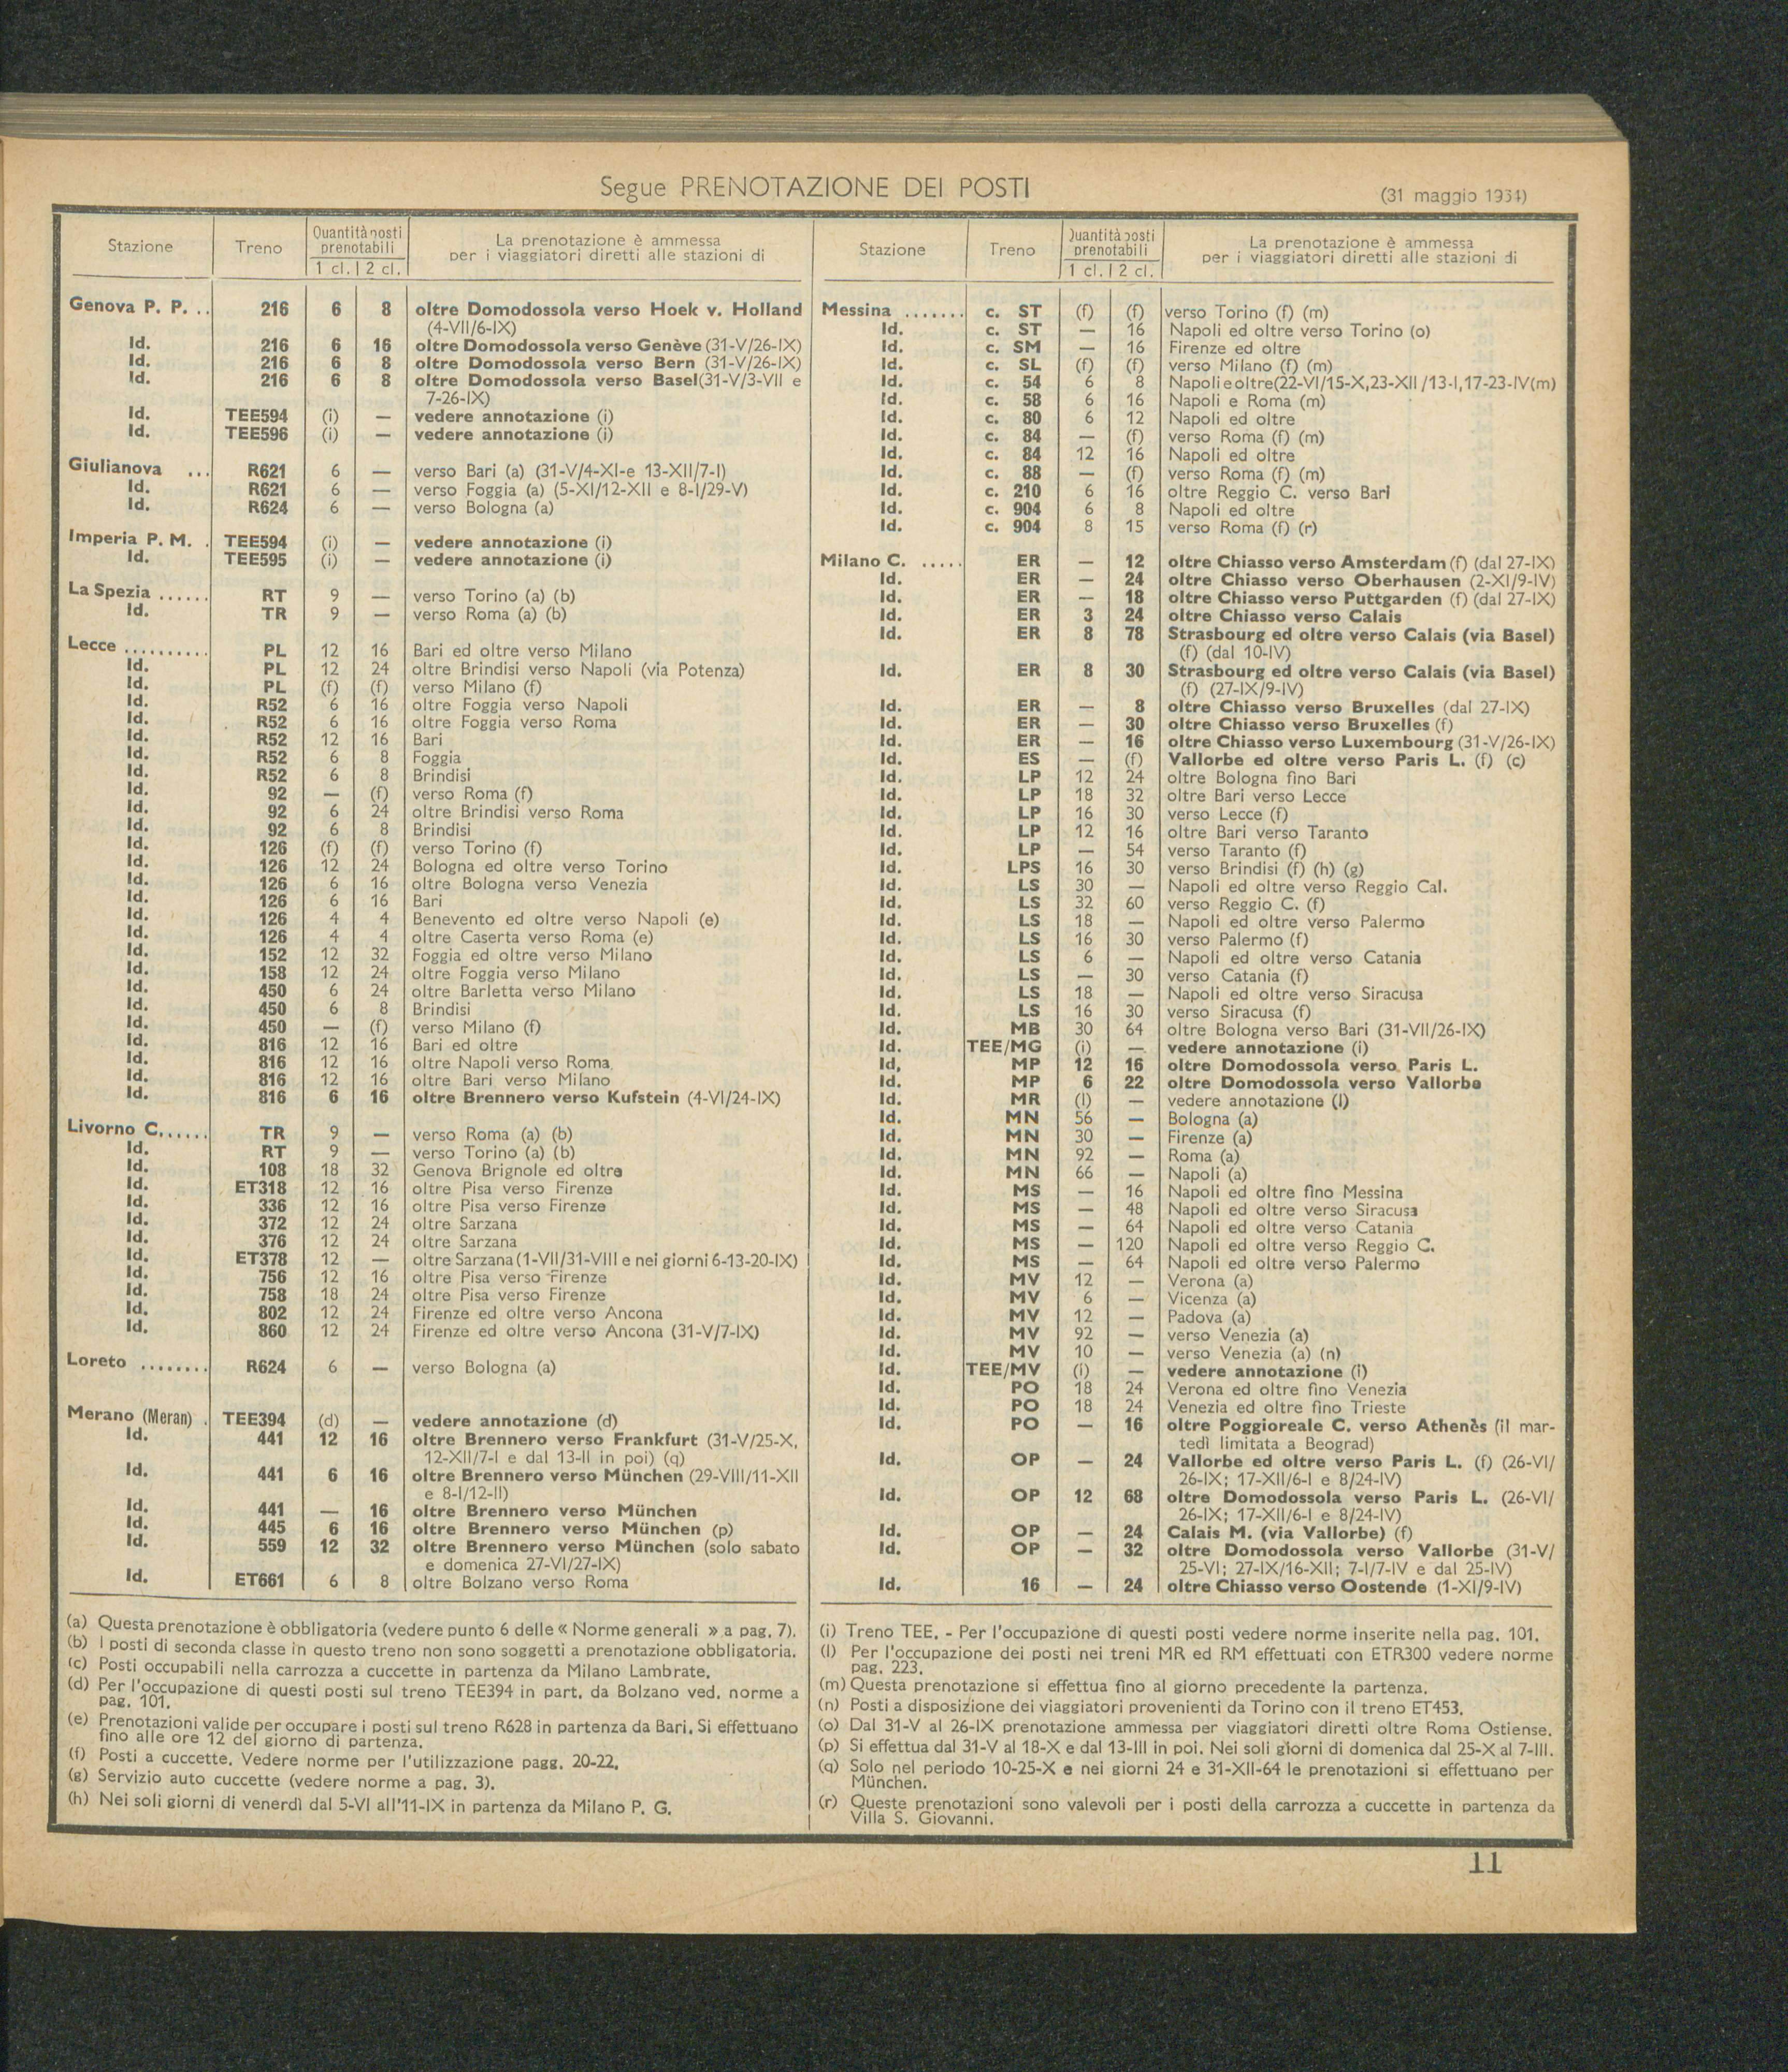 Segue PRENOTAZIONE DEI POSTI
(31 maggio 1964)
Stazione Treno Quantità posti prenotabili 1 cl. 2 cl. La prenotazione è ammessa per i viaggiatori diretti alle stazioni di
Genova P. P. .. 216 6 8 oltre Domodossola verso Hoek v. Holland
(4-VII/6-IX)
Id. 216 6 16 oltre Domodossola verso Genève (31-V/26-IX)
Id. 216 6 8 oltre Domodossola verso Bern (31-V/26-IX)
Id. 216 6 8 oltre Domodossola verso Basel (31-V/3-VII e
7-26-IX)
Id. TEE594 (i) — vedere annotazione (i)
Id. TEE596 (i) — vedere annotazione (i)
Giulianova ... R621 6 — verso Bari (a) (31-V/4-XI-e 13-XII/7-I)
Id. R621 6 — verso Foggia (a) (5-XI/12-XII e 8-I/29-V)
Id. R624 6 — verso Bologna (a)
Imperia P. M. . TEE594 (i) — vedere annotazione (i)
Id. TEE595 (i) — vedere annotazione (i)
La Spezia ...... RT 9 — verso Torino (a) (b)
Id. TR 9 — verso Roma (a) (b)
Lecce .......... PL 12 16 Bari ed oltre verso Milano
Id. PL 12 24 oltre Brindisi verso Napoli (via Potenza)
Id. PL (f) (f) verso Milano (f)
Id. R52 6 16 oltre Foggia verso Napoli
Id. R52 6 16 oltre Foggia verso Roma
Id. R52 12 16 Bari
Id. R52 6 8 Foggia
Id. R52 6 8 Brindisi
Id. 92 — (f) verso Roma (f)
Id. 92 6 24 oltre Brindisi verso Roma
Id. 92 6 8 Brindisi
Id. 126 (f) (f) verso Torino (f)
Id. 126 12 24 Bologna ed oltre verso Torino
Id. 126 6 16 oltre Bologna verso Venezia
Id. 126 6 16 Bari
Id. 126 4 4 Benevento ed oltre verso Napoli (e)
Id. 126 4 4 oltre Caserta verso Roma (e)
Id. 152 12 32 Foggia ed oltre verso Milano
Id. 158 12 24 oltre Foggia verso Milano
Id. 450 6 24 oltre Barletta verso Milano
Id. 450 6 8 Brindisi
Id. 450 — (f) verso Milano (f)
Id. 816 12 16 Bari ed oltre
Id. 816 12 16 oltre Napoli verso Roma
Id. 816 12 16 oltre Bari verso Milano
Id. 816 6 16 oltre Brennero verso Kufstein (4-VI/24-IX)
Livorno C...... TR 9 — verso Roma (a) (b)
Id. RT 9 — verso Torino (a) (b)
Id. 108 18 32 Genova Brignole ed oltre
Id. ET318 12 16 oltre Pisa verso Firenze
Id. 336 12 16 oltre Pisa verso Firenze
Id. 372 12 24 oltre Sarzana
Id. 376 12 24 oltre Sarzana
Id. ET378 12 — oltre Sarzana (1-VII/31-VIII e nei giorni 6-13-20-IX)
Id. 756 12 16 oltre Pisa verso Firenze
Id. 758 18 24 oltre Pisa verso Firenze
Id. 802 12 24 Firenze ed oltre verso Ancona
Id. 860 12 24 Firenze ed oltre verso Ancona (31-V/7-IX)
Loreto ........ R624 6 — verso Bologna (a)
Merano (Meran) . TEE394 (d) — vedere annotazione (d)
Id. 441 12 16 oltre Brennero verso Frankfurt (31-V/25-X,
12-XII/7-I e dal 13-II in poi) (q)
Id. 441 6 16 oltre Brennero verso München (29-VIII/11-XII
e 8-I/12-II)
Id. 441 — 16 oltre Brennero verso München
Id. 445 6 16 oltre Brennero verso München (p)
Id. 559 12 32 oltre Brennero verso München (solo sabato
e domenica 27-VI/27-IX)
Id. ET661 6 8 oltre Bolzano verso Roma
(a) Questa prenotazione è obbligatoria (vedere punto 6 delle « Norme generali » a pag. 7).
(b) I posti di seconda classe in questo treno non sono soggetti a prenotazione obbligatoria.
(c) Posti occupabili nella carrozza a cuccette in partenza da Milano Lambrate.
(d) Per l'occupazione di questi posti sul treno TEE394 in part. da Bolzano ved. norme a
pag. 101.
(e) Prenotazioni valide per occupare i posti sul treno R628 in partenza da Bari. Si effettuano
fino alle ore 12 del giorno di partenza.
(f) Posti a cuccette. Vedere norme per l'utilizzazione pagg. 20-22.
(g) Servizio auto cuccette (vedere norme a pag. 3).
(h) Nei soli giorni di venerdì dal 5-VI all'11-IX in partenza da Milano P. G.
Stazione Treno Quantità posti prenotabili 1 cl. 2 cl. La prenotazione è ammessa per i viaggiatori diretti alle stazioni di
Messina ....... c. ST (f) (f) verso Torino (f) (m)
Id. c. ST — 16 Napoli ed oltre verso Torino (o)
Id. c. SM — 16 Firenze ed oltre
Id. c. SL (f) (f) verso Milano (f) (m)
Id. c. 54 6 8 Napoli e oltre (22-VI/15-X, 23-XII/13-I, 17-23-IV (m)
Id. c. 58 6 16 Napoli e Roma (m)
Id. c. 80 6 12 Napoli ed oltre
Id. c. 84 — (f) verso Roma (f) (m)
Id. c. 84 12 16 Napoli ed oltre
Id. c. 88 — (f) verso Roma (f) (m)
Id. c. 210 6 16 oltre Reggio C. verso Bari
Id. c. 904 6 8 Napoli ed oltre
Id. c. 904 8 15 verso Roma (f) (r)
Milano C. ..... ER — 12 oltre Chiasso verso Amsterdam (f) (dal 27-IX)
Id. ER — 24 oltre Chiasso verso Oberhausen (2-XI/9-IV)
Id. ER — 18 oltre Chiasso verso Puttgarden (f) (dal 27-IX)
Id. ER 3 24 oltre Chiasso verso Calais
Id. ER 8 78 Strasbourg ed oltre verso Calais (via Basel)
(f) (dal 10-IV)
Id. ER 8 30 Strasbourg ed oltre verso Calais (via Basel)
(f) (27-IX/9-IV)
Id. ER — 8 oltre Chiasso verso Bruxelles (dal 27-IX)
Id. ER — 30 oltre Chiasso verso Bruxelles (f)
Id. ER — 16 oltre Chiasso verso Luxembourg (31-V/26-IX)
Id. ES — (f) Vallorbe ed oltre verso Paris L. (f) (c)
Id. LP 12 24 oltre Bologna fino Bari
Id. LP 18 32 oltre Bari verso Lecce
Id. LP 16 30 verso Lecce (f)
Id. LP 12 16 oltre Bari verso Taranto
Id. LP — 54 verso Taranto (f)
Id. LPS 16 30 verso Brindisi (f) (h) (g)
Id. LS 30 — Napoli ed oltre verso Reggio Cal.
Id. LS 32 60 verso Reggio C. (f)
Id. LS 18 — Napoli ed oltre verso Palermo
Id. LS 16 30 verso Palermo (f)
Id. LS 6 — Napoli ed oltre verso Catania
Id. LS — 30 verso Catania (f)
Id. LS 18 — Napoli ed oltre verso Siracusa
Id. LS 16 30 verso Siracusa (f)
Id. MB 30 64 oltre Bologna verso Bari (31-VII/26-IX)
Id. TEE/MG (i) — vedere annotazione (i)
Id, MP 12 16 oltre Domodossola verso Paris L.
Id. MP 6 22 oltre Domodossola verso Vallorbe
Id. MR (l) — vedere annotazione (l)
Id. MN 56 — Bologna (a)
Id. MN 30 — Firenze (a)
Id. MN 92 — Roma (a)
Id. MN 66 — Napoli (a)
Id. MS — 16 Napoli ed oltre fino Messina
Id. MS — 48 Napoli ed oltre verso Siracusa
Id. MS — 64 Napoli ed oltre verso Catania
Id. MS — 120 Napoli ed oltre verso Reggio C.
Id. MS — 64 Napoli ed oltre verso Palermo
Id. MV 12 — Verona (a)
Id. MV 6 — Vicenza (a)
Id. MV 12 — Padova (a)
Id. MV 92 — verso Venezia (a)
Id. MV 10 — verso Venezia (a) (n)
Id. TEE/MV (i) — vedere annotazione (i)
Id. PO 18 24 Verona ed oltre fino Venezia
Id. PO 18 24 Venezia ed oltre fino Trieste
Id. PO — 16 oltre Poggioreale C. verso Athenès (il mar-
tedì limitata a Beograd)
Id. OP — 24 Vallorbe ed oltre verso Paris L. (f) (26-VI/
26-IX; 17-XII/6-I e 8/24-IV)
Id. OP 12 68 oltre Domodossola verso Paris L. (26-VI/
26-IX; 17-XII/6-I e 8/24-IV)
Id. OP — 24 Calais M. (via Vallorbe) (f)
Id. OP — 32 oltre Domodossola verso Vallorbe (31-V/
25-VI; 27-IX/16-XII; 7-I/7-IV e dal 25-IV)
Id. 16 — 24 oltre Chiasso verso Oostende (1-XI/9-IV)
(i) Treno TEE. - Per l'occupazione di questi posti vedere norme inserite nella pag. 101.
(l) Per l'occupazione dei posti nei treni MR ed RM effettuati con ETR300 vedere norme
pag. 223.
(m) Questa prenotazione si effettua fino al giorno precedente la partenza.
(n) Posti a disposizione dei viaggiatori provenienti da Torino con il treno ET453.
(o) Dal 31-V al 26-IX prenotazione ammessa per viaggiatori diretti oltre Roma Ostiense.
(p) Si effettua dal 31-V al 18-X e dal 13-III in poi. Nei soli giorni di domenica dal 25-X al 7-III.
(q) Solo nel periodo 10-25-X e nei giorni 24 e 31-XII-64 le prenotazioni si effettuano per
München.
(r) Queste prenotazioni sono valevoli per i posti della carrozza a cuccette in partenza da
Villa S. Giovanni.
11